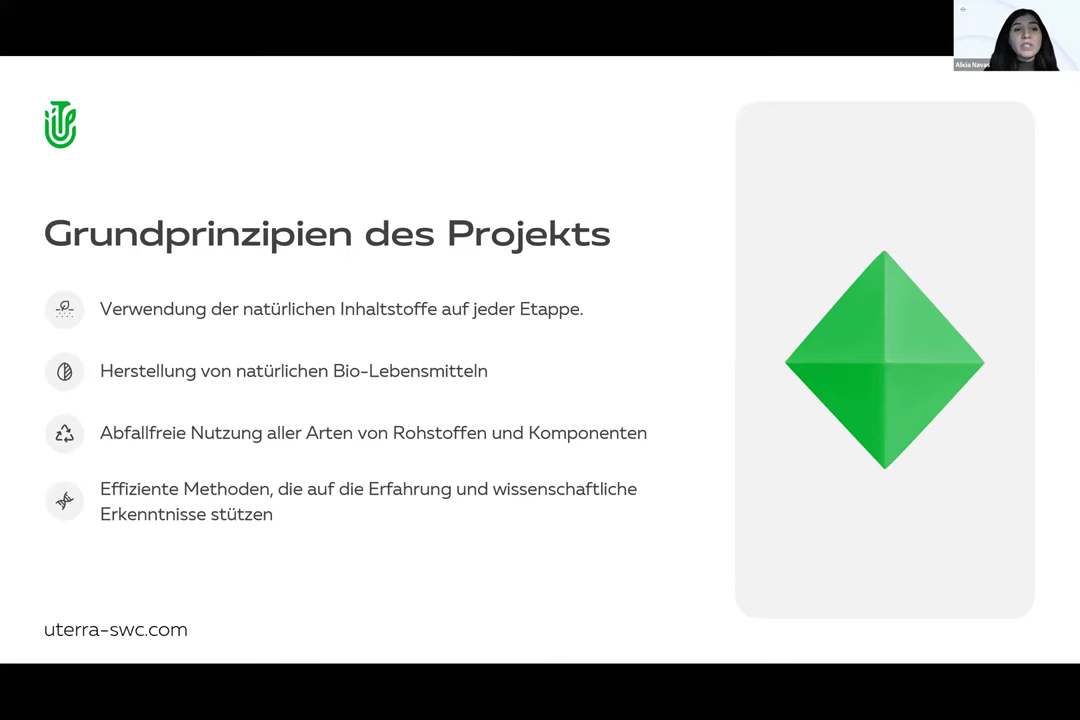 Alicia Navas
Grundprinzipien des Projekts
Verwendung der natürlichen Inhaltstoffe auf jeder Etappe.
Herstellung von natürlichen Bio-Lebensmitteln
Abfallfreie Nutzung aller Arten von Rohstoffen und Komponenten
Effiziente Methoden, die auf die Erfahrung und wissenschaftliche
Erkenntnisse stützen
uterra-swc.com